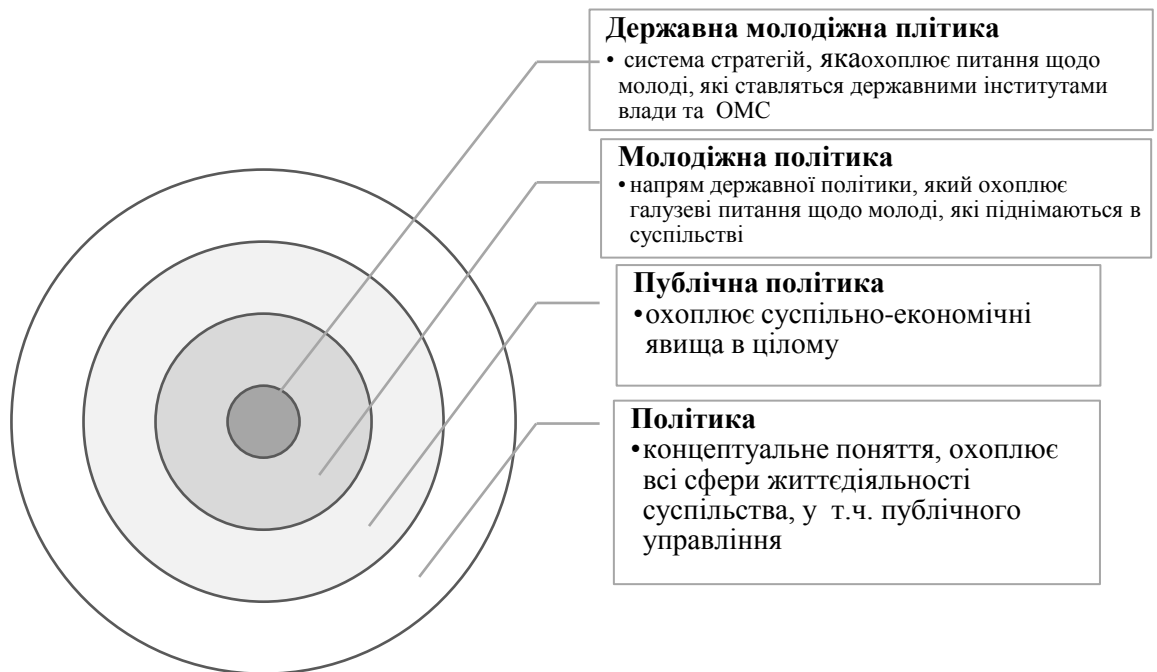 Державна молодіжна плітика
• система стратегій, якаохоплює питання щодо
молоді, які ставляться державними інститутами
влади та ОМС
Молодіжна політика
•напрям державної політики, який охоплює
галузеві питання щодо молоді, які піднімаються в
суспільстві
Публічна політика
•охоплює суспільно-економічні
явища в цілому
Політика
•концептуальне поняття, охоплює
всі сфери життєдіяльності
суспільства, у т.ч. публічного
управління